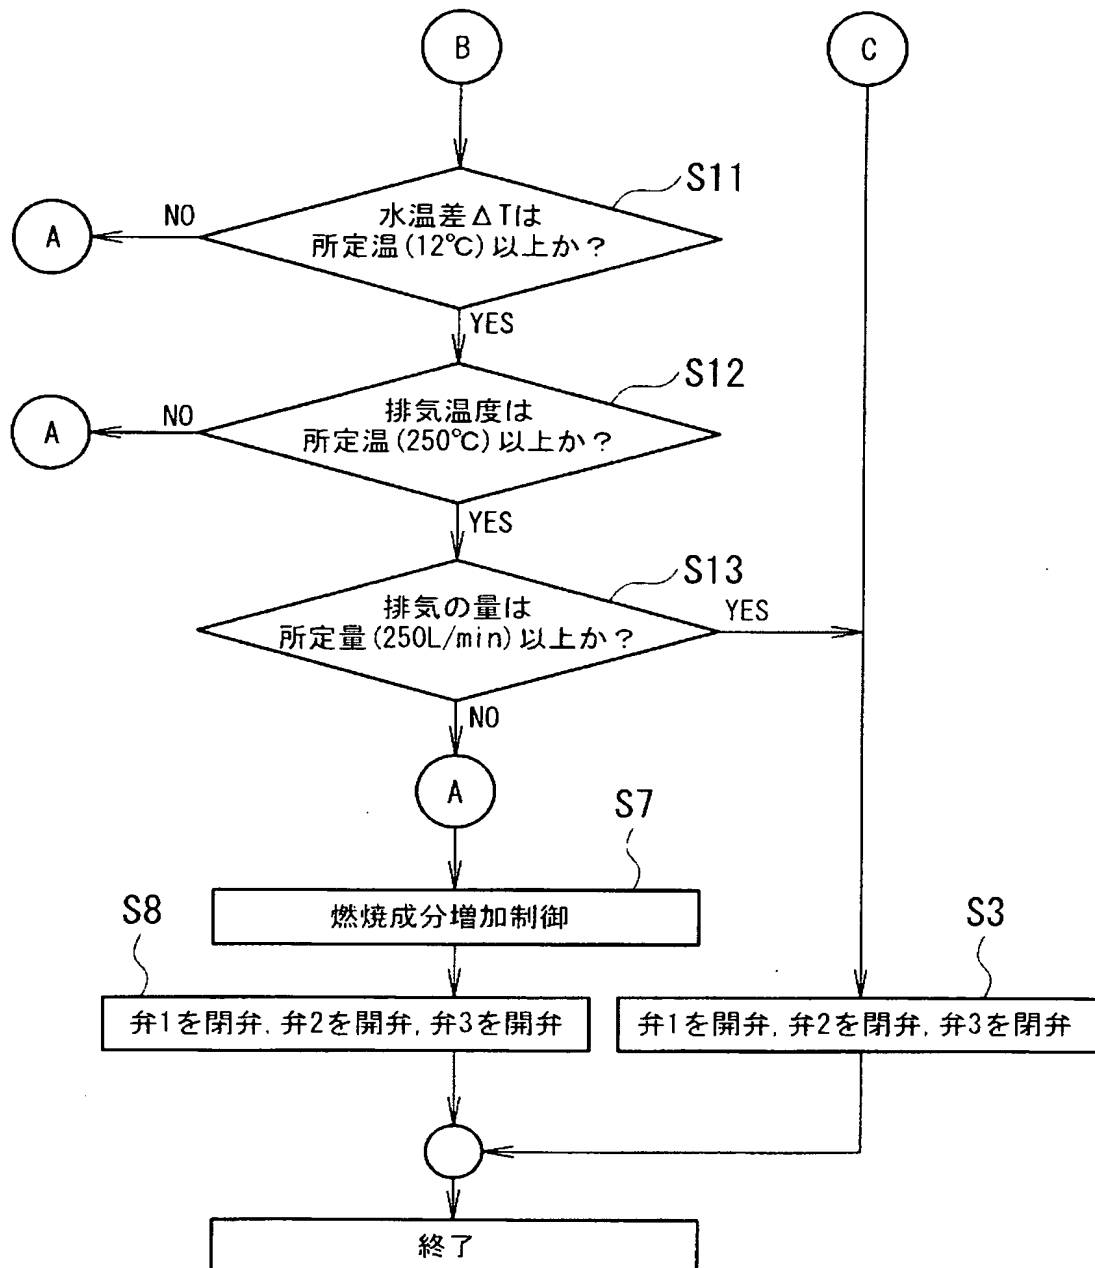 B
C
S11
水温差ΔTは
所定温(12℃)以上か?
NO
A
YES
S12
排気温度は
所定温(250℃)以上か?
NO
A
YES
S13
排気の量は
所定量(250L/min)以上か?
YES
NO
A
S7
燃焼成分増加制御
S8
弁1を閉弁,弁2を開弁,弁3を開弁
S3
弁1を開弁,弁2を閉弁,弁3を閉弁
終了